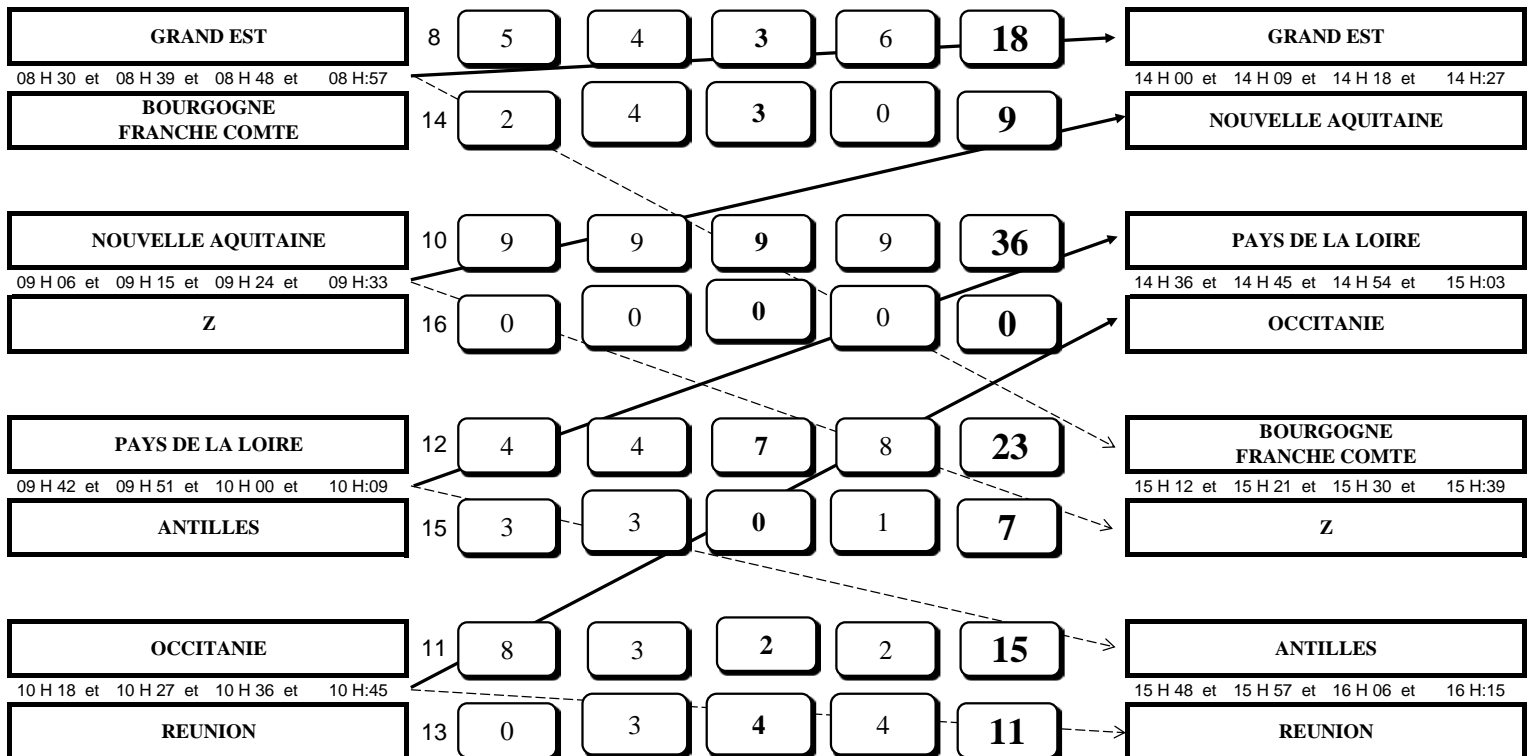 GRAND EST 8 5 4 3 6 18 GRAND EST
08 H 30 et 08 H 39 et 08 H 48 et 08 H:57 14 H 00 et 14 H 09 et 14 H 18 et 14 H:27
BOURGOGNE
FRANCHE COMTE 14 2 4 3 0 9 NOUVELLE AQUITAINE
NOUVELLE AQUITAINE 10 9 9 9 9 36 PAYS DE LA LOIRE
09 H 06 et 09 H 15 et 09 H 24 et 09 H:33 14 H 36 et 14 H 45 et 14 H 54 et 15 H:03
Z 16 0 0 0 0 0 OCCITANIE
PAYS DE LA LOIRE 12 4 4 7 8 23 BOURGOGNE
FRANCHE COMTE
09 H 42 et 09 H 51 et 10 H 00 et 10 H:09 15 H 12 et 15 H 21 et 15 H 30 et 15 H:39
ANTILLES 15 3 3 0 1 7 Z
OCCITANIE 11 8 3 2 2 15 ANTILLES
10 H 18 et 10 H 27 et 10 H 36 et 10 H:45 15 H 48 et 15 H 57 et 16 H 06 et 16 H:15
REUNION 13 0 3 4 4 11 REUNION